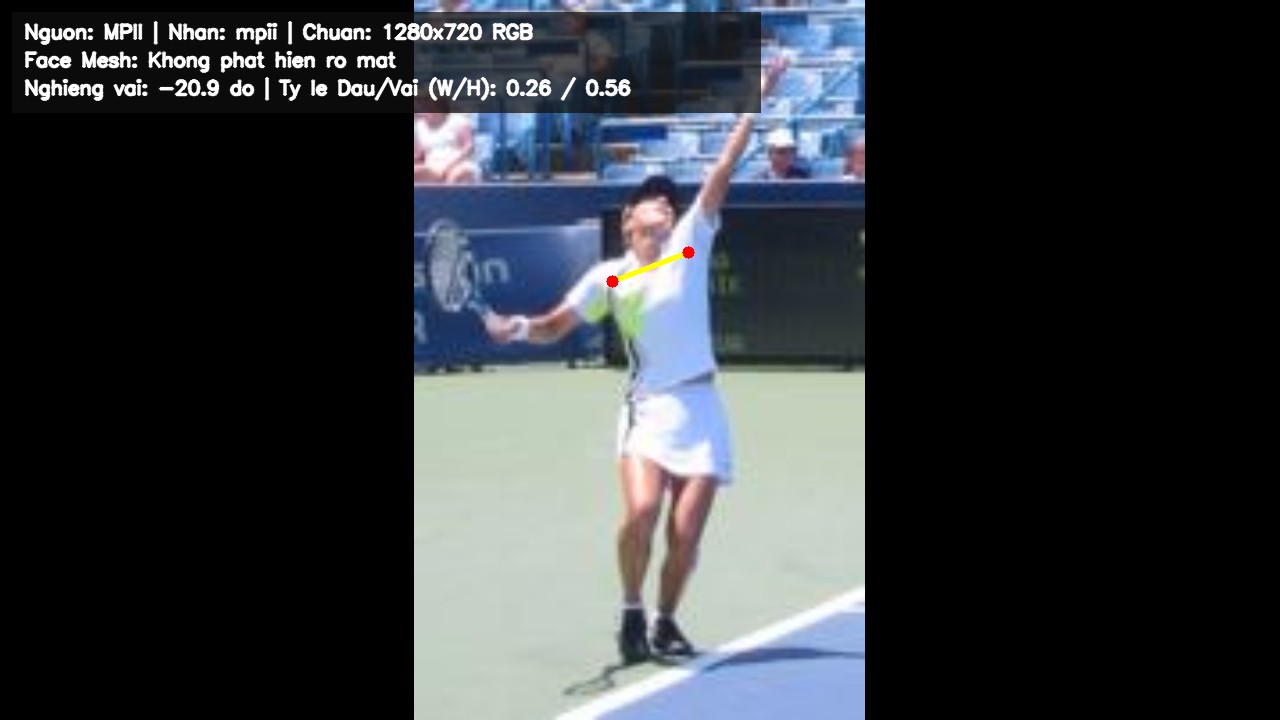 Nguon: MPII | Nhan: mpii | Chuan: 1280x720 RGB
Face Mesh: Khong phat hien ro mat
Nghieng vai: -20.9 do | Ty le Dau/Vai (W/H): 0.26 / 0.56